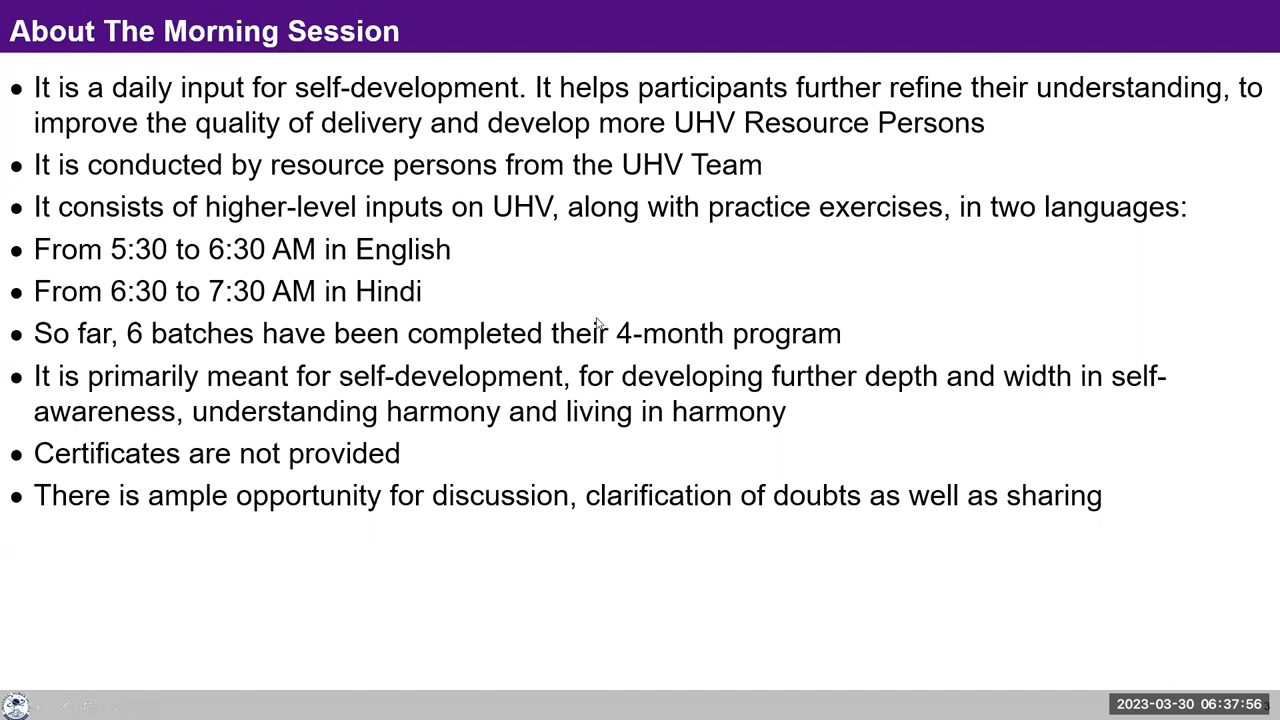 About The Morning Session
• It is a daily input for self-development. It helps participants further refine their understanding, to
improve the quality of delivery and develop more UHV Resource Persons
• It is conducted by resource persons from the UHV Team
• It consists of higher-level inputs on UHV, along with practice exercises, in two languages:
• From 5:30 to 6:30 AM in English
• From 6:30 to 7:30 AM in Hindi
• So far, 6 batches have been completed their 4-month program
• It is primarily meant for self-development, for developing further depth and width in self-
awareness, understanding harmony and living in harmony
• Certificates are not provided
• There is ample opportunity for discussion, clarification of doubts as well as sharing
2023-03-30 06:37:56
3